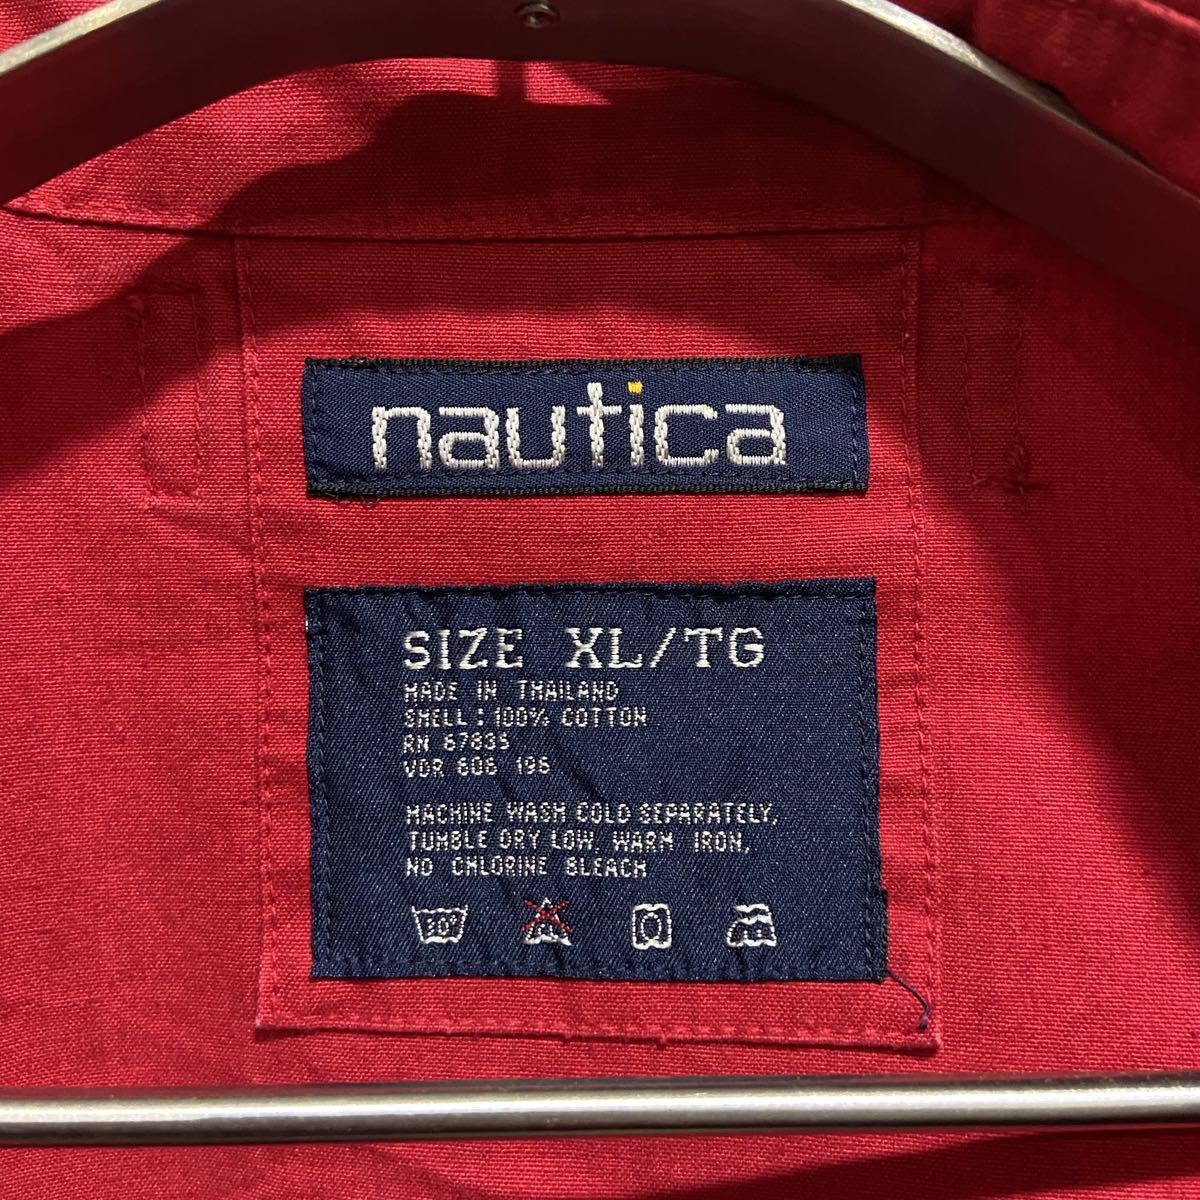 nautica
SIZE XL/TG
MADE IN THAILAND
SHELL: 100% COTTON
RN 67835
VDR 606 196
MACHINE WASH COLD SEPARATELY,
TUMBLE DRY LOW, WARM IRON,
NO CHLORINE BLEACH
30°